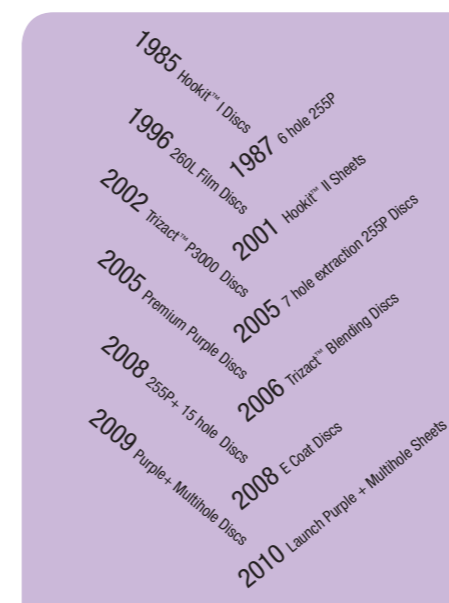 1985 Hookit™ I Discs
1987 6 hole 255P
1996 260L Film Discs
2001 Hookit™ II Sheets
2002 Trizact™ P3000 Discs
2005 7 hole extraction 255P Discs
2005 Premium Purple Discs
2006 Trizact™ Blending Discs
2008 255P+ 15 hole Discs
2008 E Coat Discs
2009 Purple+ Multihole Discs
2010 Launch Purple + Multihole Sheets